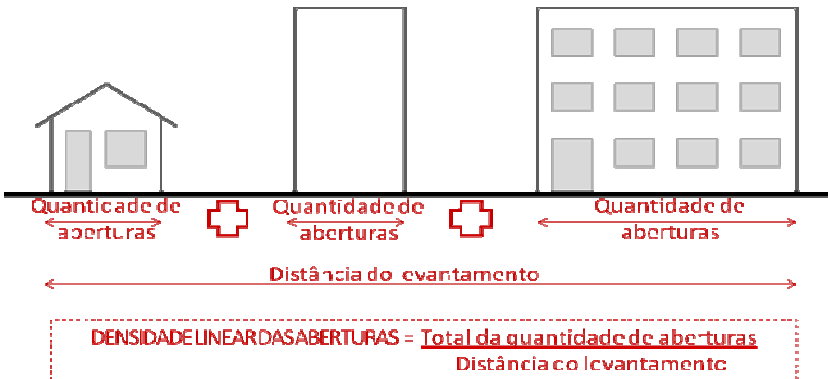 Quantidade de
aberturas
Quantidade de
aberturas
Quantidade de
aberturas
Distância do levantamento
DENSIDADE LINEAR DAS ABERTURAS = Total da quantidade de aberturas
Distância do levantamento